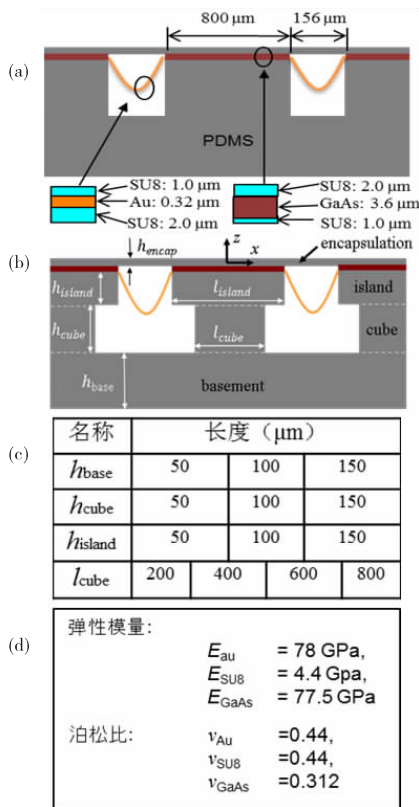 800 μm
156 μm
(a)
PDMS
SU8: 1.0 μm
Au: 0.32 μm
SU8: 2.0 μm
SU8: 2.0 μm
GaAs: 3.6 μm
SU8: 1.0 μm
(b)
h_encap
z
x
encapsulation
h_island
l_island
island
h_cube
l_cube
cube
h_base
basement
(c)
名称 长度（μm）
h_base 50 100 150
h_cube 50 100 150
h_island 50 100 150
l_cube 200 400 600 800
(d)
弹性模量:
E_au = 78 GPa,
E_SU8 = 4.4 Gpa,
E_GaAs = 77.5 GPa
泊松比:
v_Au =0.44,
v_SU8 =0.44,
v_GaAs =0.312